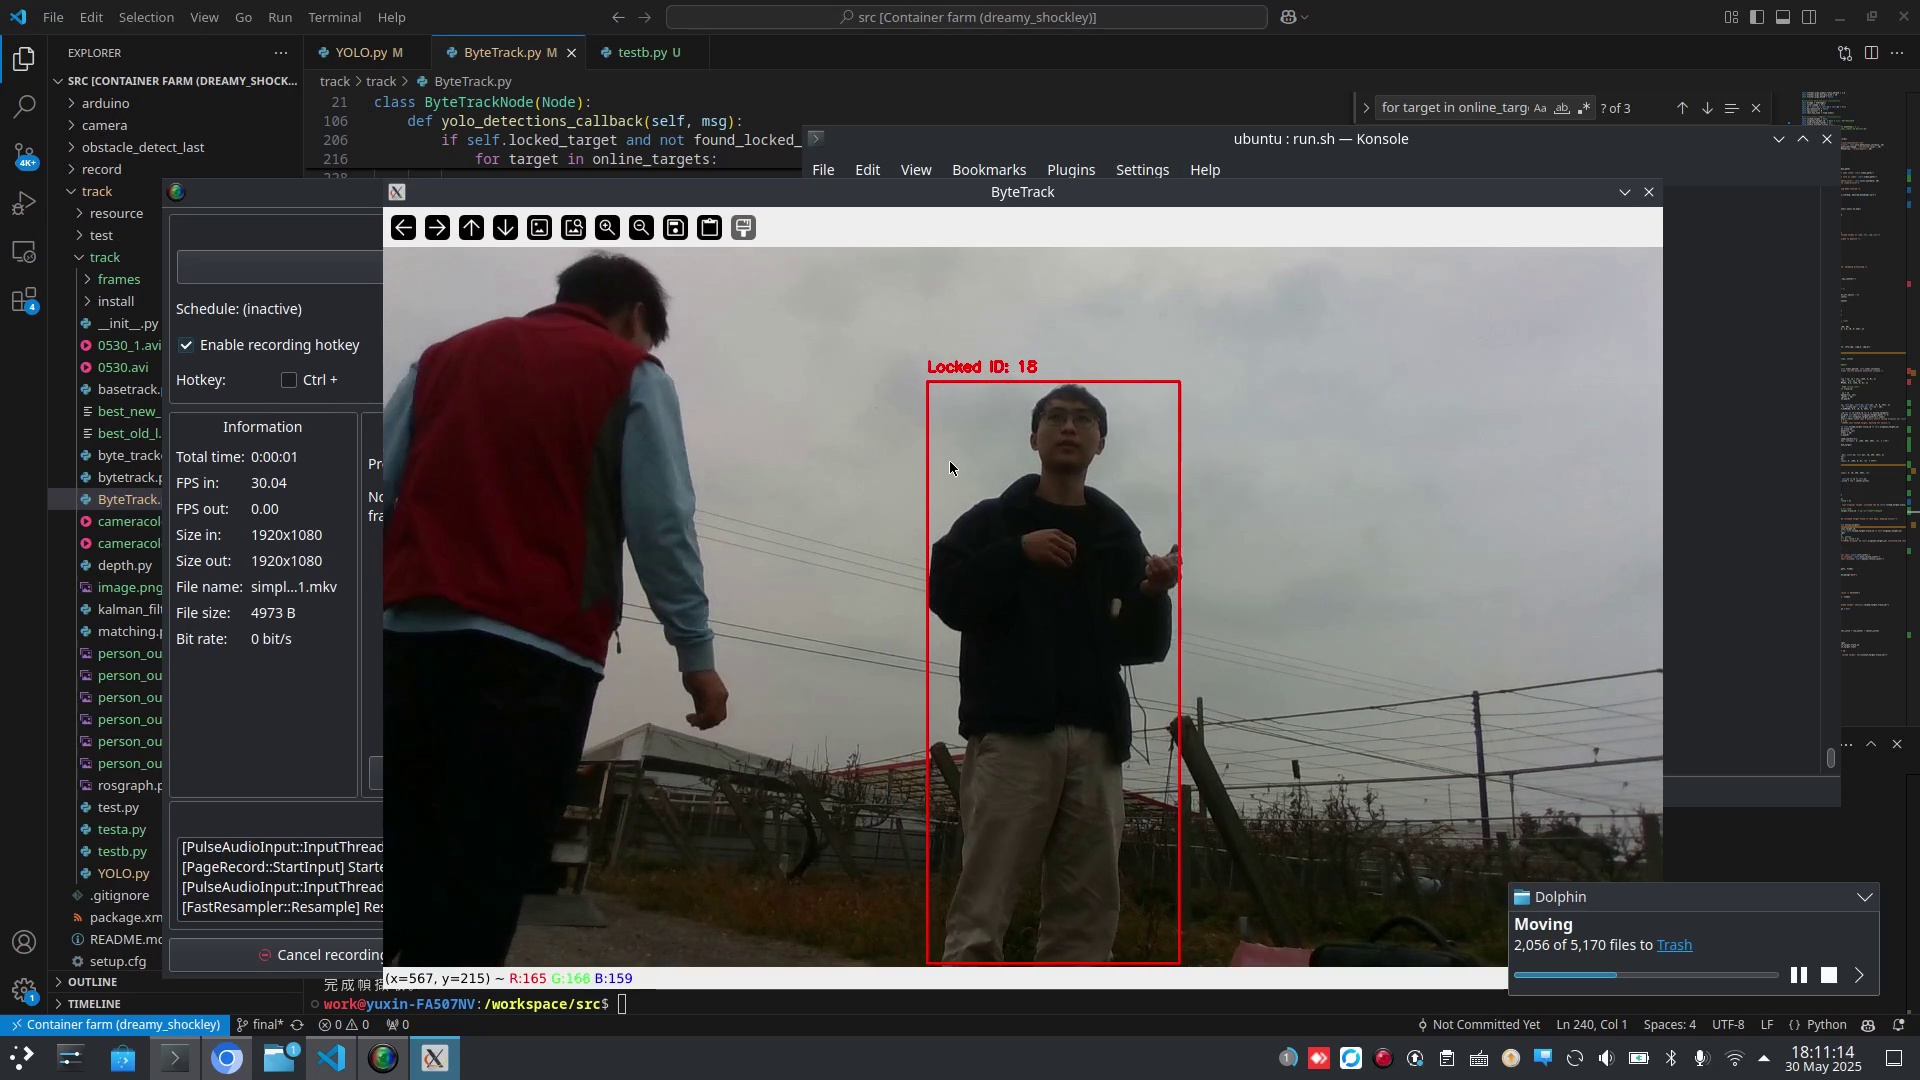 File Edit Selection View Go Run Terminal Help
src [Container farm (dreamy_shockley)]
EXPLORER
YOLO.py M
ByteTrack.py M
testb.py U
SRC [CONTAINER FARM (DREAMY_SHOCK...
track > track > ByteTrack.py
21 class ByteTrackNode(Node):
106 def yolo_detections_callback(self, msg):
206 if self.locked_target and not found_locked_
216 for target in online_targets:
for target in online_targ
Aa ab
? of 3
arduino
camera
obstacle_detect_last
record
track
resource
test
track
frames
install
__init__.py
0530_1.avi
0530.avi
basetrack.
best_new_
best_old_l.
byte_track
bytetrack.p
ByteTrack.
cameracol
cameracol
depth.py
image.png
kalman_filt
matching.p
person_ou
person_ou
person_ou
person_ou
person_ou
person_ou
rosgraph.p
test.py
testa.py
testb.py
YOLO.py
.gitignore
package.xm
README.md
setup.cfg
OUTLINE
TIMELINE
4K+
4
1
ubuntu : run.sh — Konsole
File Edit View Bookmarks Plugins Settings Help
Schedule: (inactive)
Enable recording hotkey
Hotkey: Ctrl +
Information
Total time: 0:00:01
FPS in: 30.04
FPS out: 0.00
Size in: 1920x1080
Size out: 1920x1080
File name: simpl...1.mkv
File size: 4973 B
Bit rate: 0 bit/s
Pre
No
fra
[PulseAudioInput::InputThread
[PageRecord::StartInput] Starte
[PulseAudioInput::InputThread
[FastResampler::Resample] Res
Cancel recording
ByteTrack
Locked ID: 18
(x=567, y=215) ~ R:165 G:166 B:159
work@yuxin-FA507NV:/workspace/src$
Dolphin
Moving
2,056 of 5,170 files to Trash
Container farm (dreamy_shockley)
final*
0 0
0
Not Committed Yet
Ln 240, Col 1
Spaces: 4
UTF-8
LF
{} Python
1
1
18:11:14
30 May 2025